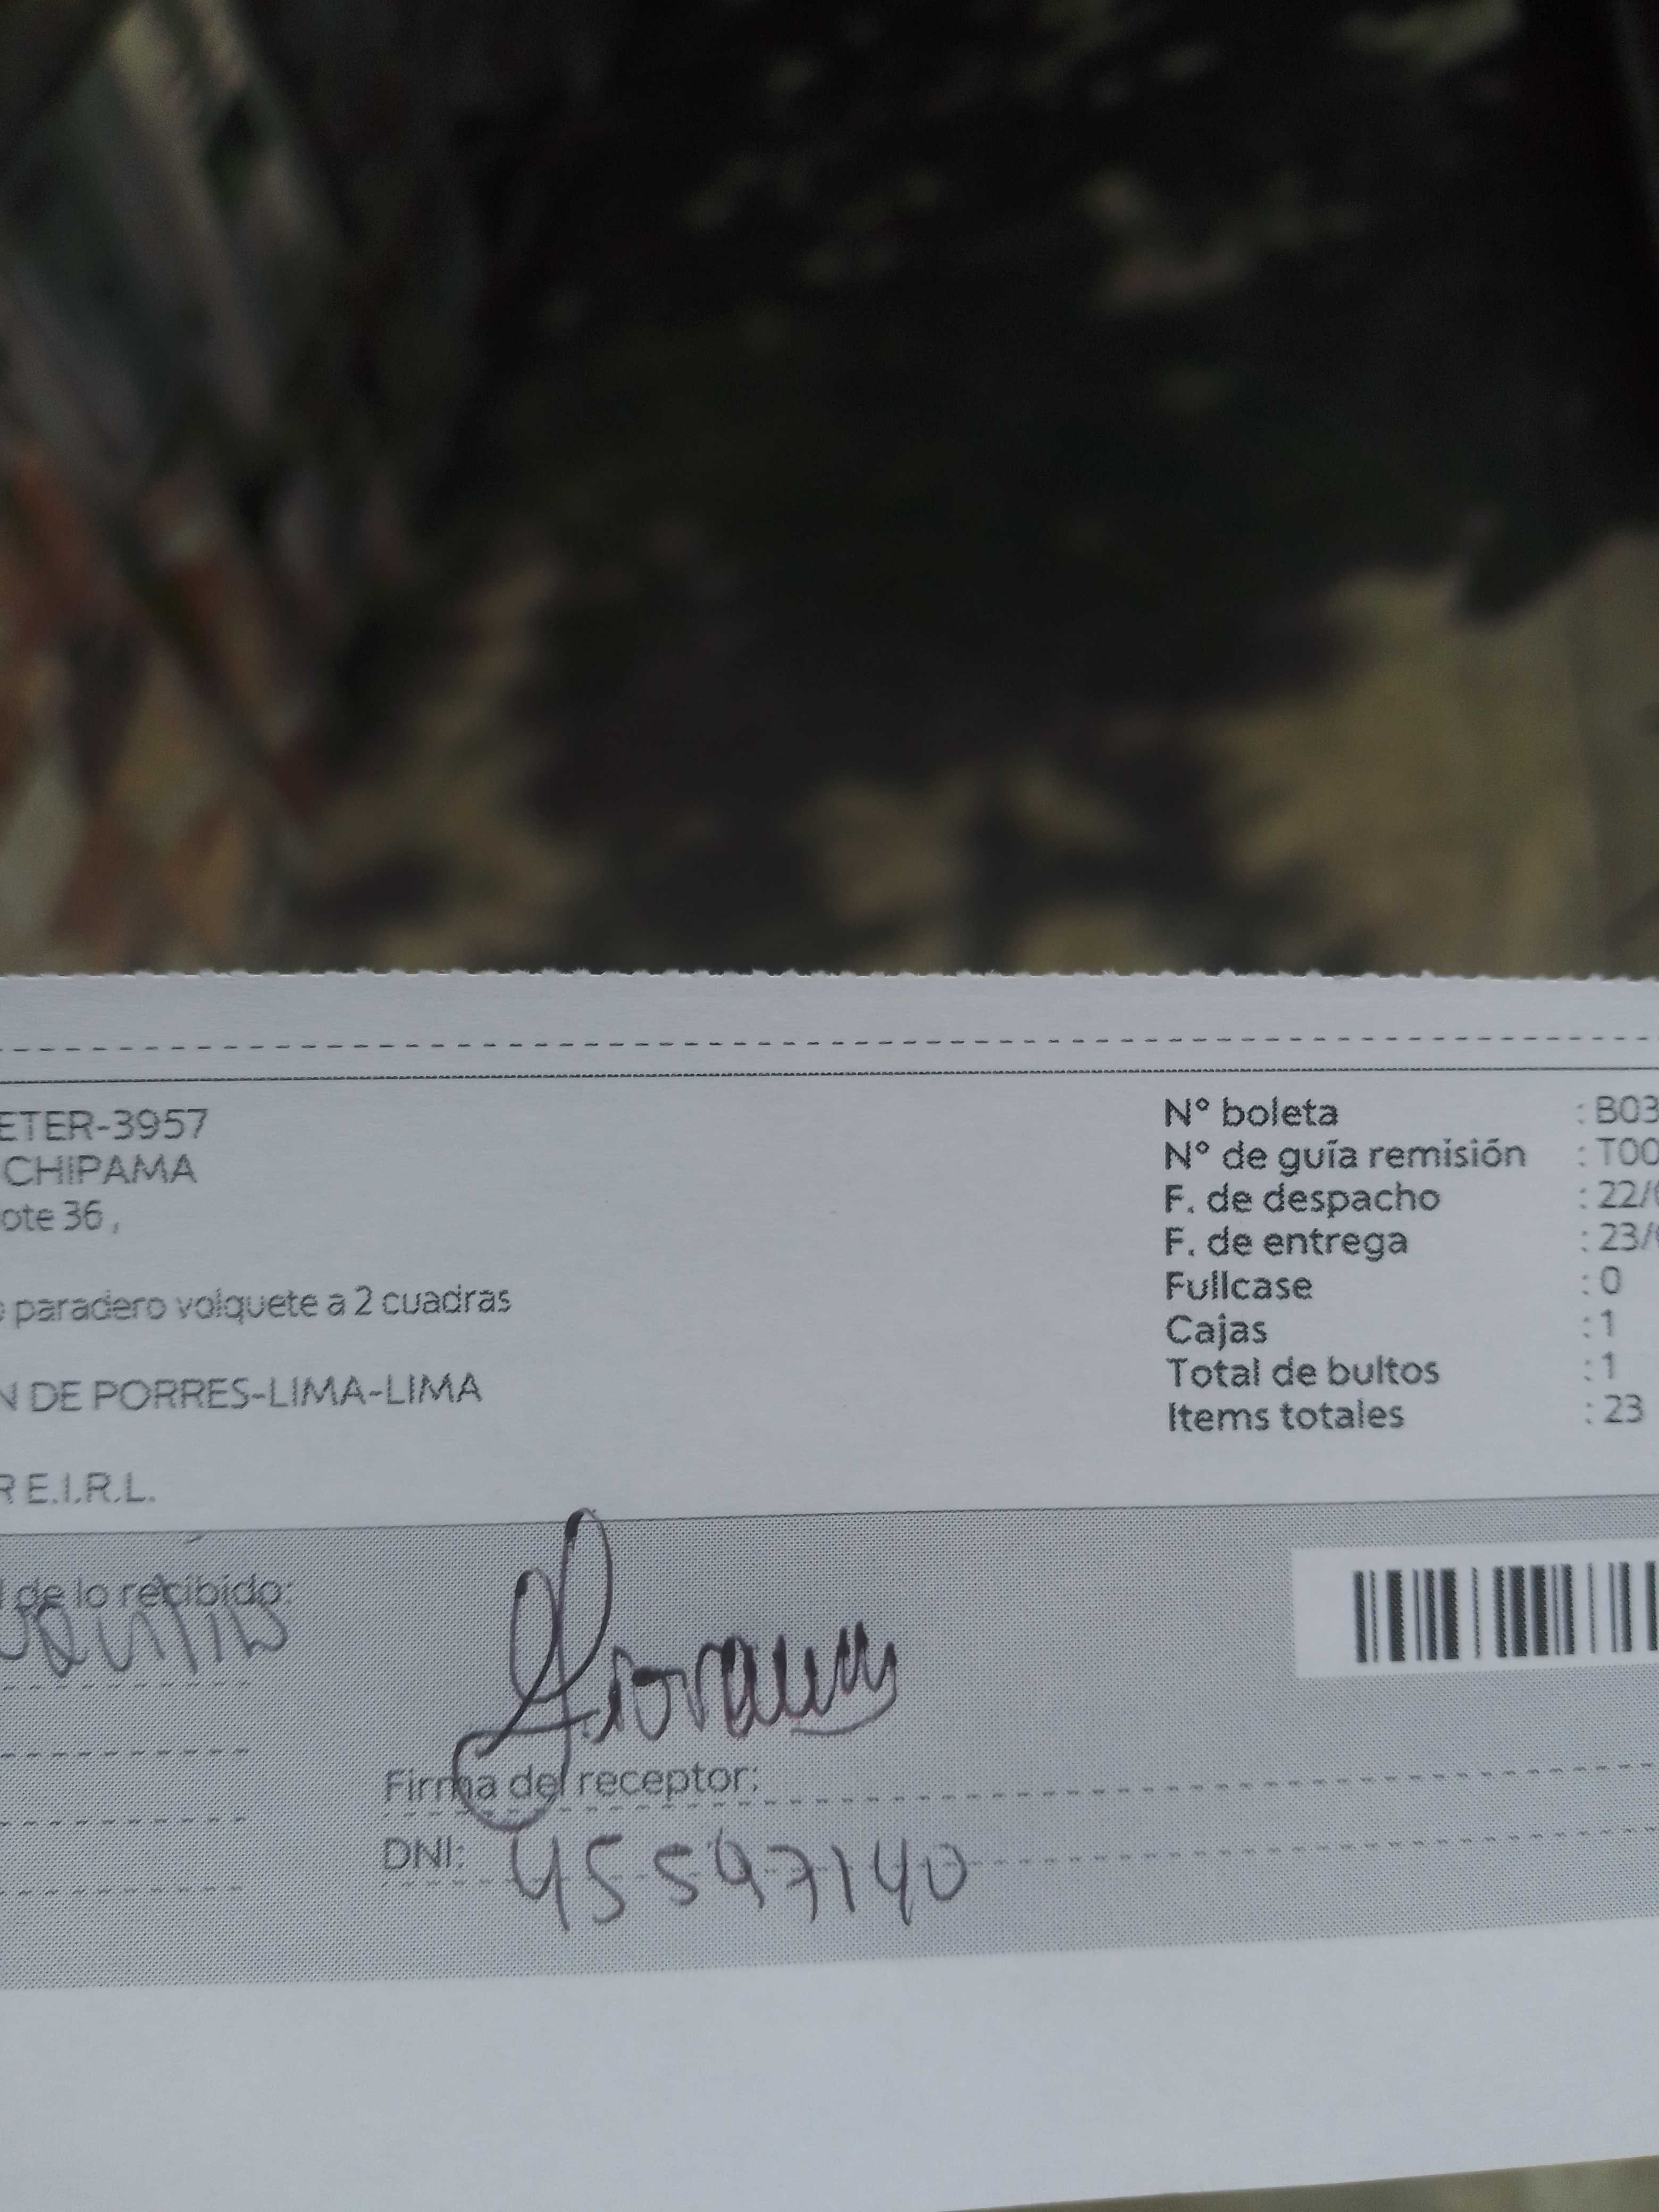 ETER-3957
CHIPAMA
ote 36 ,
paradero volquete a 2 cuadras
N DE PORRES-LIMA-LIMA
R E.I.R.L.
N° boleta : B03
N° de guía remisión : T00
F. de despacho : 22/
F. de entrega : 23/
Fullcase : 0
Cajas : 1
Total de bultos : 1
Items totales : 23
de lo recibido:
Firma del receptor:
DNI: 45597140